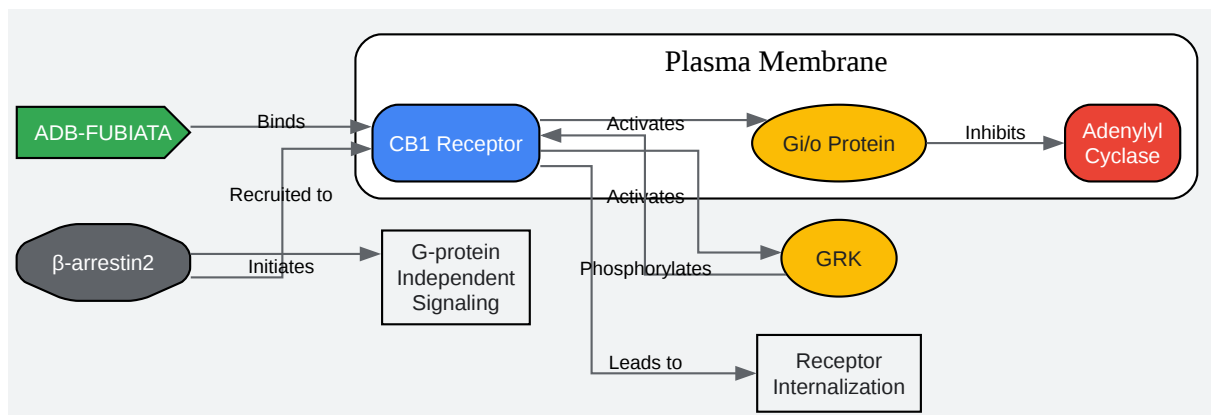 Plasma Membrane
ADB-FUBIATA
Binds
CB1 Receptor
Activates
Gi/o Protein
Inhibits
Adenylyl
Cyclase
Recruited to
Activates
β-arrestin2
Initiates
G-protein
Independent
Signaling
Phosphorylates
GRK
Leads to
Receptor
Internalization